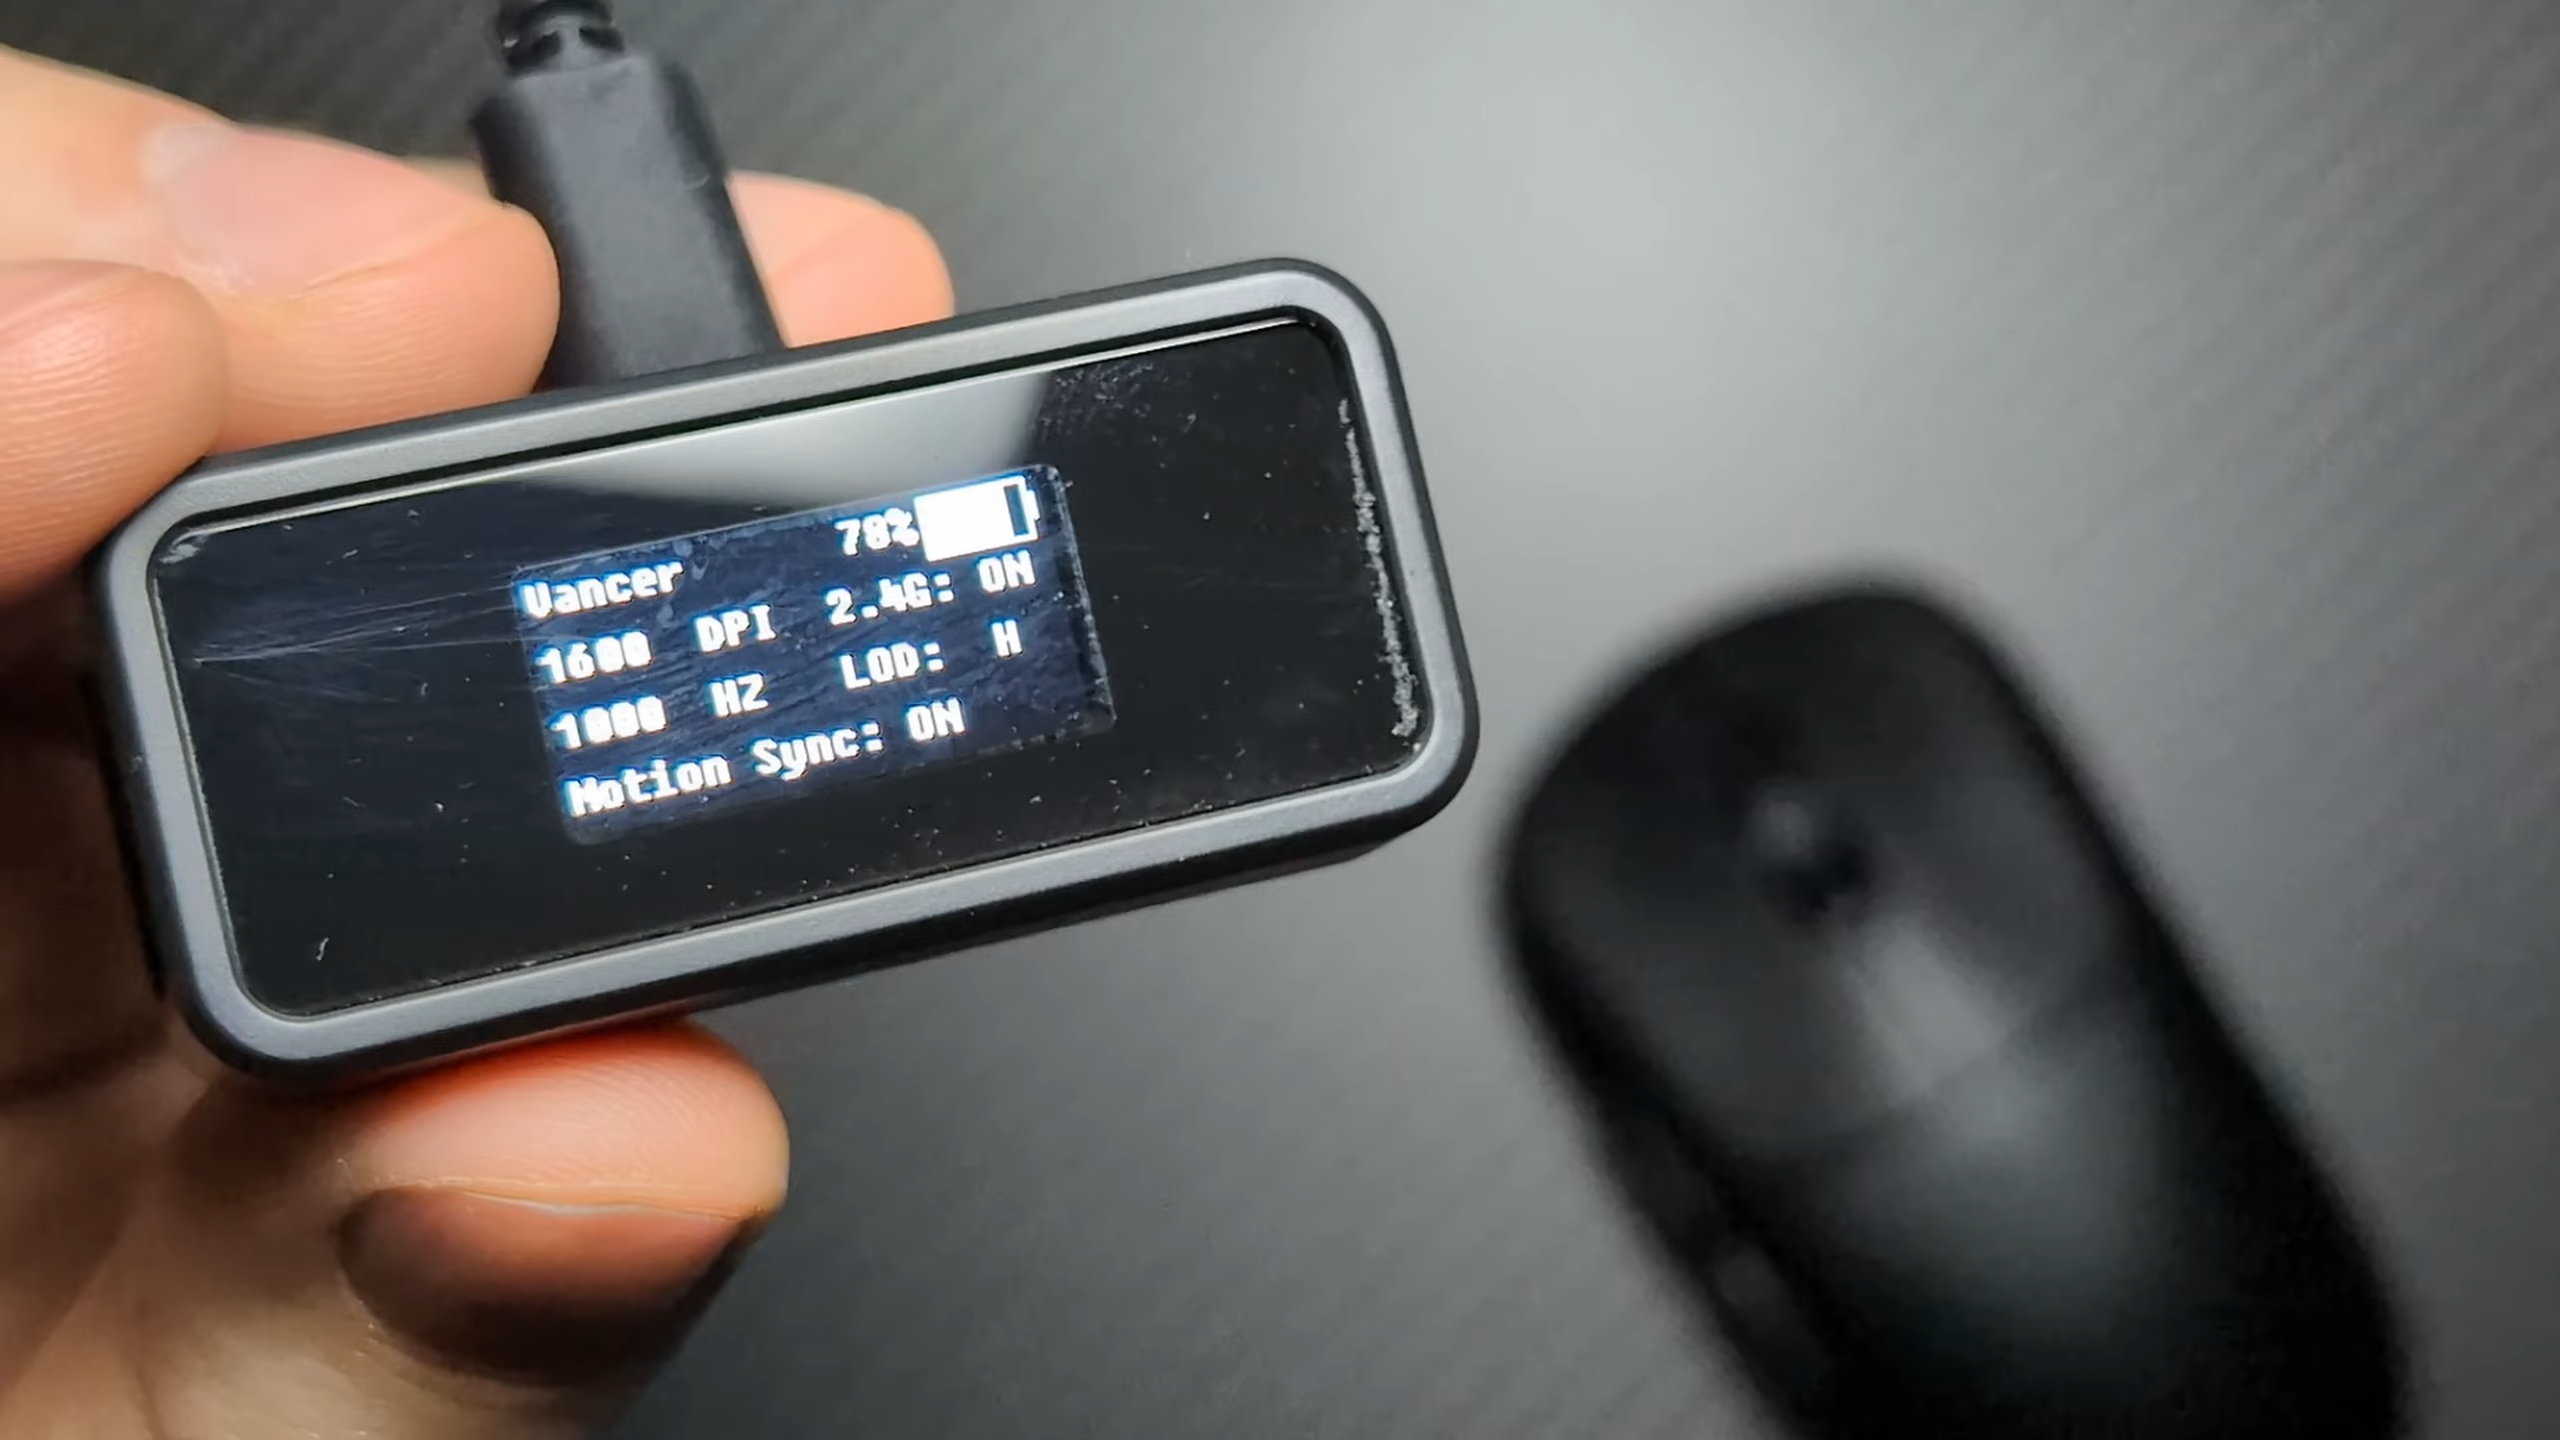 78%
Vancer
1600 DPI 2.4G: ON
1000 HZ LOD: H
Motion Sync: ON